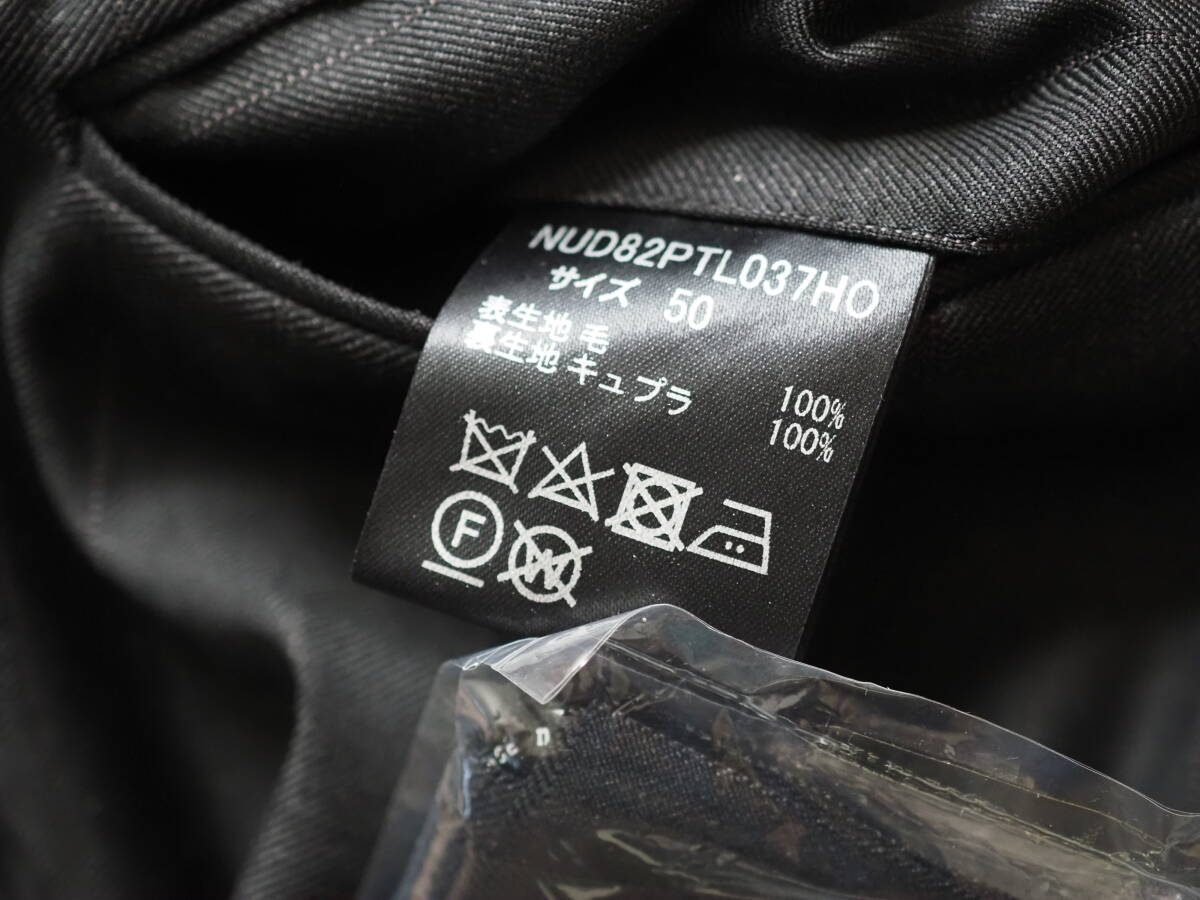 NUD82PTL037HO
サイズ 50
表生地 毛 100%
裏生地 キュプラ 100%
F
W